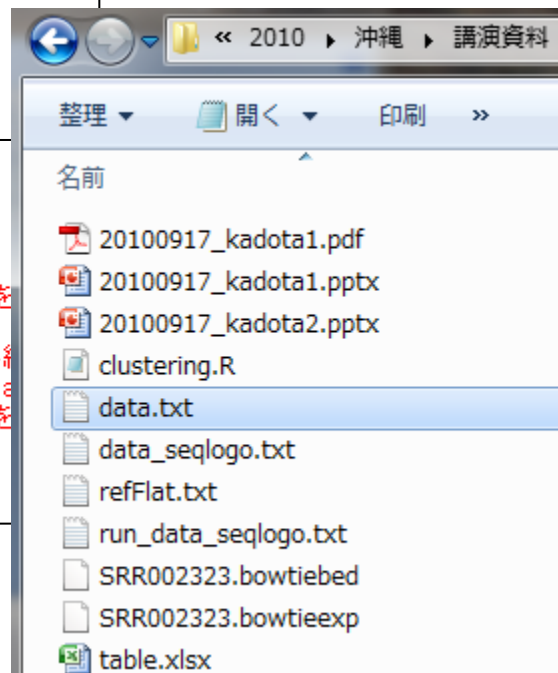 « 2010 ▸ 沖縄 ▸ 講演資料
整理 ▼ 開く ▼ 印刷 »
名前
20100917_kadota1.pdf
20100917_kadota1.pptx
20100917_kadota2.pptx
clustering.R
data.txt
data_seqlogo.txt
refFlat.txt
run_data_seqlogo.txt
SRR002323.bowtiebed
SRR002323.bowtieexp
table.xlsx